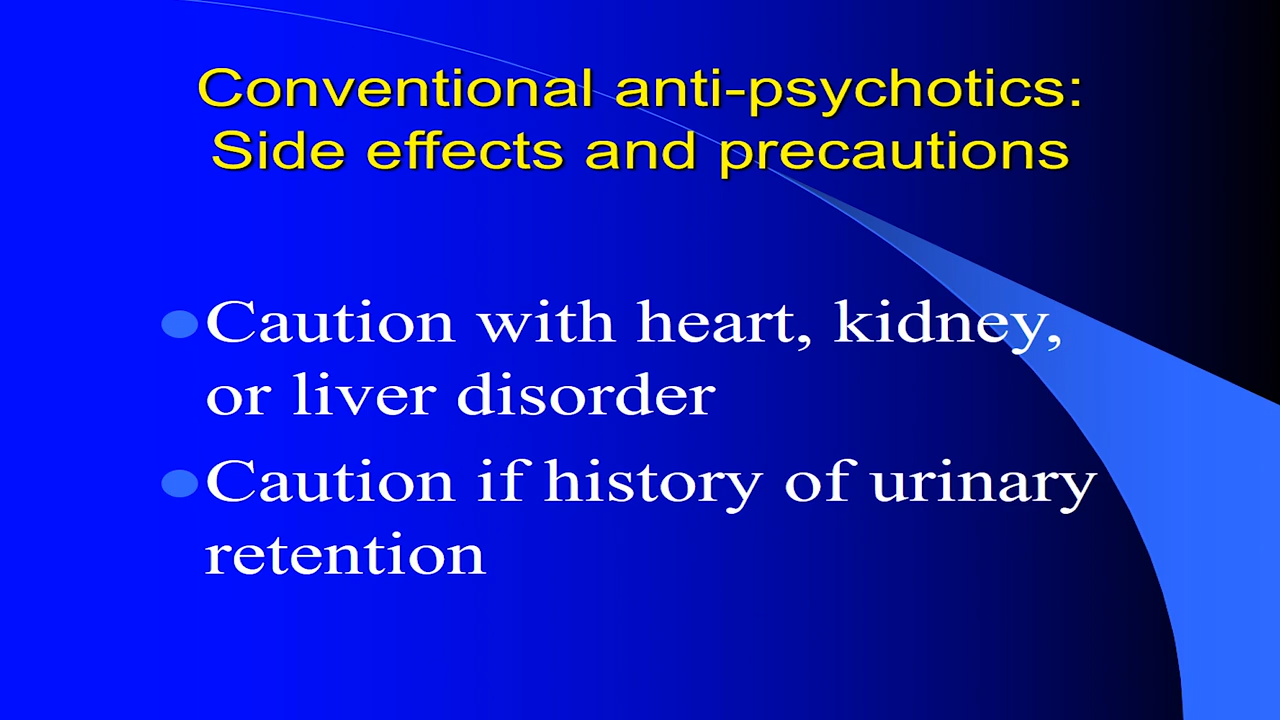 Conventional anti-psychotics:
Side effects and precautions
Caution with heart, kidney,
or liver disorder
Caution if history of urinary
retention